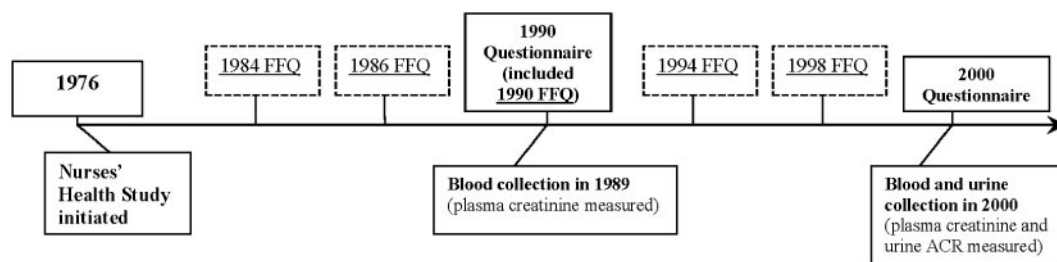 1976
1984 FFQ
1986 FFQ
1990
Questionnaire
(included
1990 FFQ)
1994 FFQ
1998 FFQ
2000
Questionnaire
Nurses’
Health Study
initiated
Blood collection in 1989
(plasma creatinine measured)
Blood and urine
collection in 2000
(plasma creatinine and
urine ACR measured)